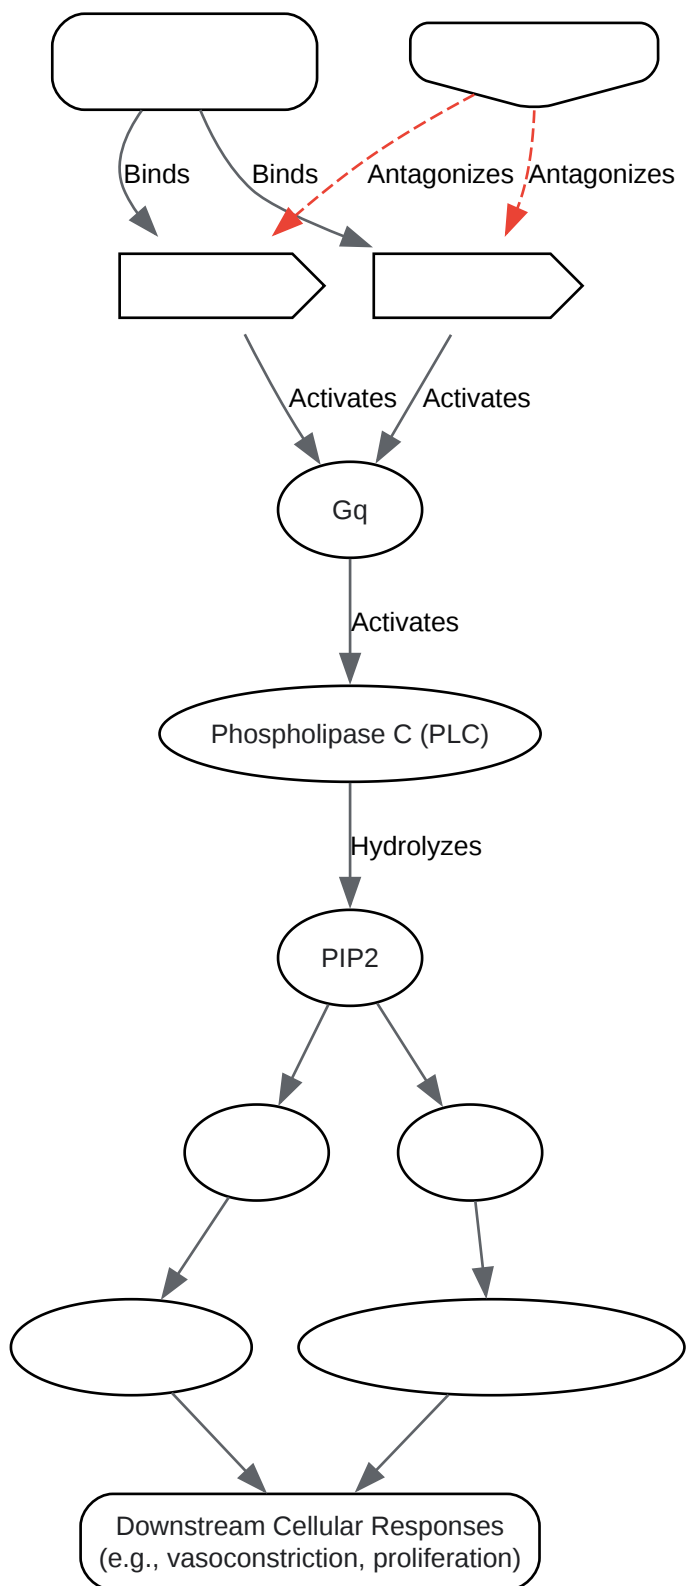 Binds
Binds
Antagonizes
Antagonizes
Activates
Activates
Gq
Activates
Phospholipase C (PLC)
Hydrolyzes
PIP2
Downstream Cellular Responses
(e.g., vasoconstriction, proliferation)